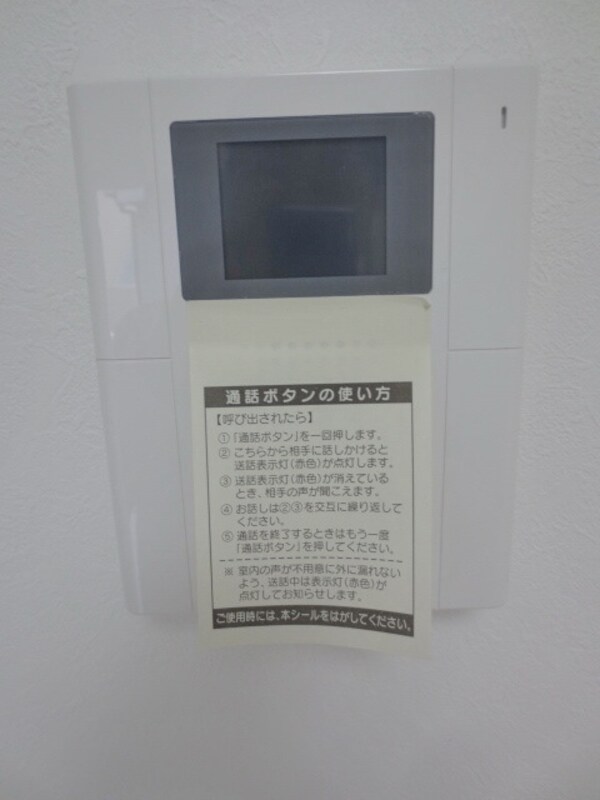 通話ボタンの使い方
【呼び出されたら】
①「通話ボタン」を一回押します。
② こちらから相手に話しかけると
送話表示灯(赤色)が点灯します。
③ 送話表示灯(赤色)が消えている
とき、相手の声が聞こえます。
④ お話しは②③を交互に繰り返して
ください。
⑤ 通話を終了するときはもう一度
「通話ボタン」を押してください。
※ 室内の声が不用意に外に漏れない
よう、送話中は表示灯(赤色)が
点灯してお知らせします。
ご使用時には、本シールをはがしてください。